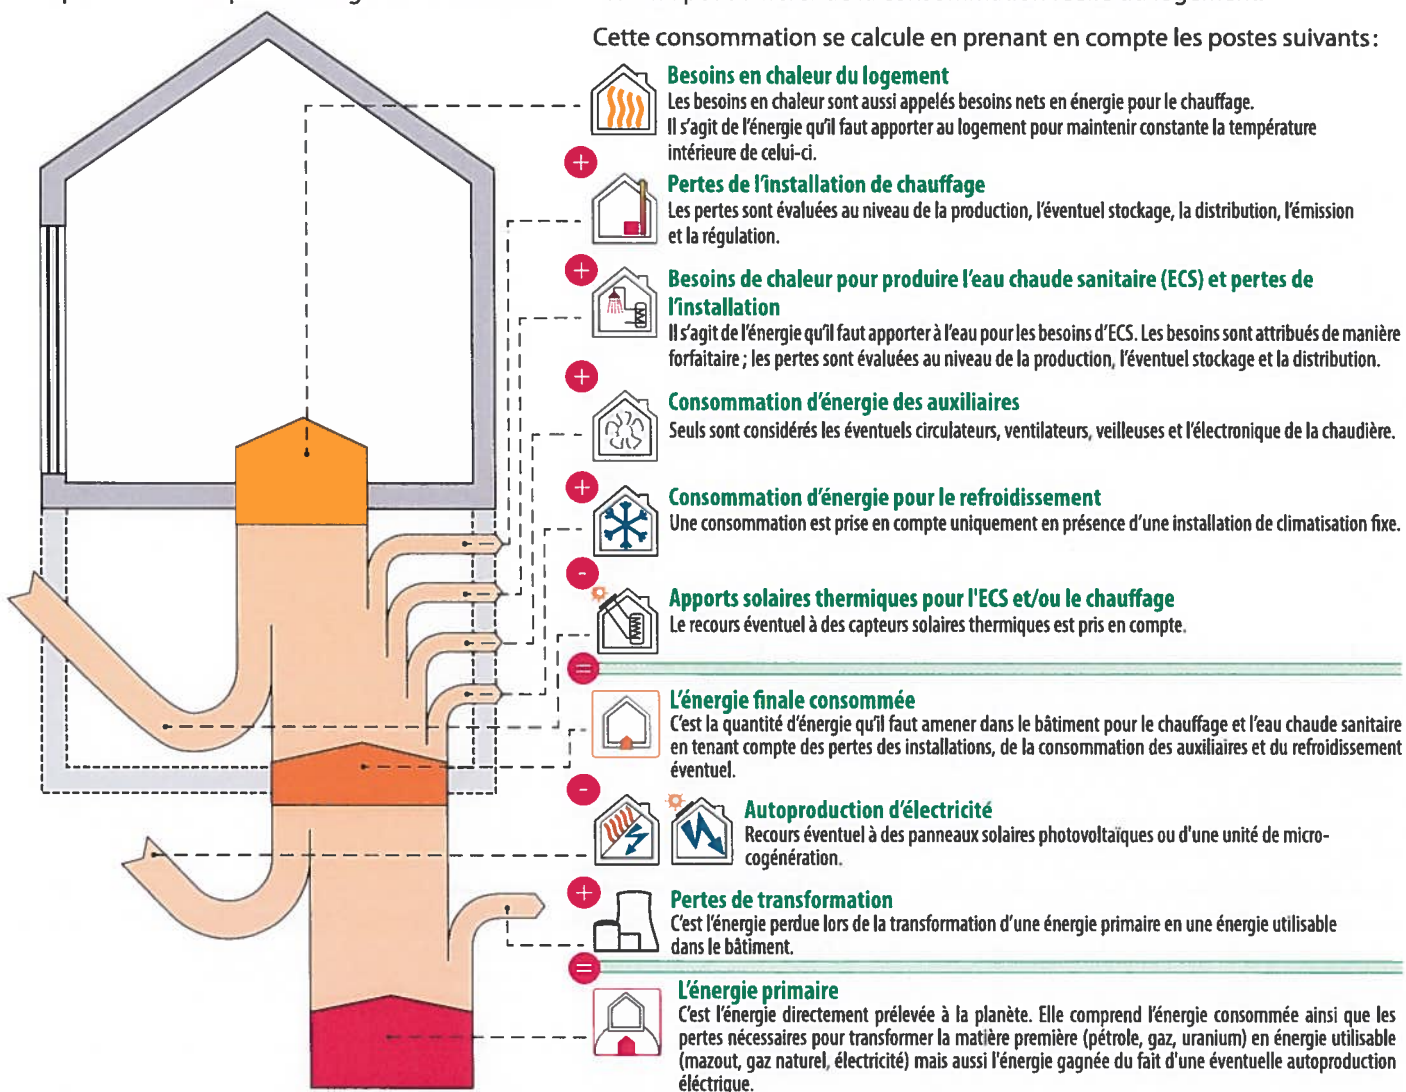 Cette consommation se calcule en prenant en compte les postes suivants :
Besoins en chaleur du logement
Les besoins en chaleur sont aussi appelés besoins nets en énergie pour le chauffage.
Il s'agit de l'énergie qu'il faut apporter au logement pour maintenir constante la température
intérieure de celui-ci.
+
Pertes de l'installation de chauffage
Les pertes sont évaluées au niveau de la production, l'éventuel stockage, la distribution, l'émission
et la régulation.
+
Besoins de chaleur pour produire l'eau chaude sanitaire (ECS) et pertes de
l'installation
Il s'agit de l'énergie qu'il faut apporter à l'eau pour les besoins d'ECS. Les besoins sont attribués de manière
forfaitaire ; les pertes sont évaluées au niveau de la production, l'éventuel stockage et la distribution.
+
Consommation d'énergie des auxiliaires
Seuls sont considérés les éventuels circulateurs, ventilateurs, veilleuses et l'électronique de la chaudière.
+
Consommation d'énergie pour le refroidissement
Une consommation est prise en compte uniquement en présence d'une installation de climatisation fixe.
-
Apports solaires thermiques pour l'ECS et/ou le chauffage
Le recours éventuel à des capteurs solaires thermiques est pris en compte.
=
L'énergie finale consommée
C'est la quantité d'énergie qu'il faut amener dans le bâtiment pour le chauffage et l'eau chaude sanitaire
en tenant compte des pertes des installations, de la consommation des auxiliaires et du refroidissement
éventuel.
-
Autoproduction d'électricité
Recours éventuel à des panneaux solaires photovoltaïques ou d'une unité de micro-
cogénération.
+
Pertes de transformation
C'est l'énergie perdue lors de la transformation d'une énergie primaire en une énergie utilisable
dans le bâtiment.
=
L'énergie primaire
C'est l'énergie directement prélevée à la planète. Elle comprend l'énergie consommée ainsi que les
pertes nécessaires pour transformer la matière première (pétrole, gaz, uranium) en énergie utilisable
(mazout, gaz naturel, électricité) mais aussi l'énergie gagnée du fait d'une éventuelle autoproduction
éléctrique.